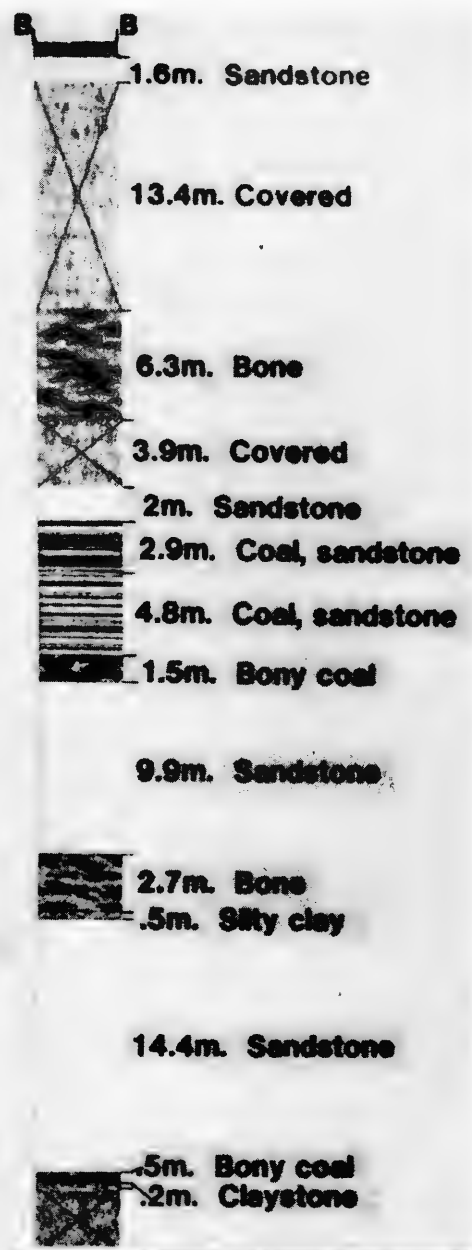 B B
1.6m. Sandstone
13.4m. Covered
6.3m. Bone
3.9m. Covered
2m. Sandstone
2.9m. Coal, sandstone
4.8m. Coal, sandstone
1.5m. Bony coal
9.9m. Sandstone
2.7m. Bone
.5m. Silty clay
14.4m. Sandstone
.5m. Bony coal
.2m. Claystone